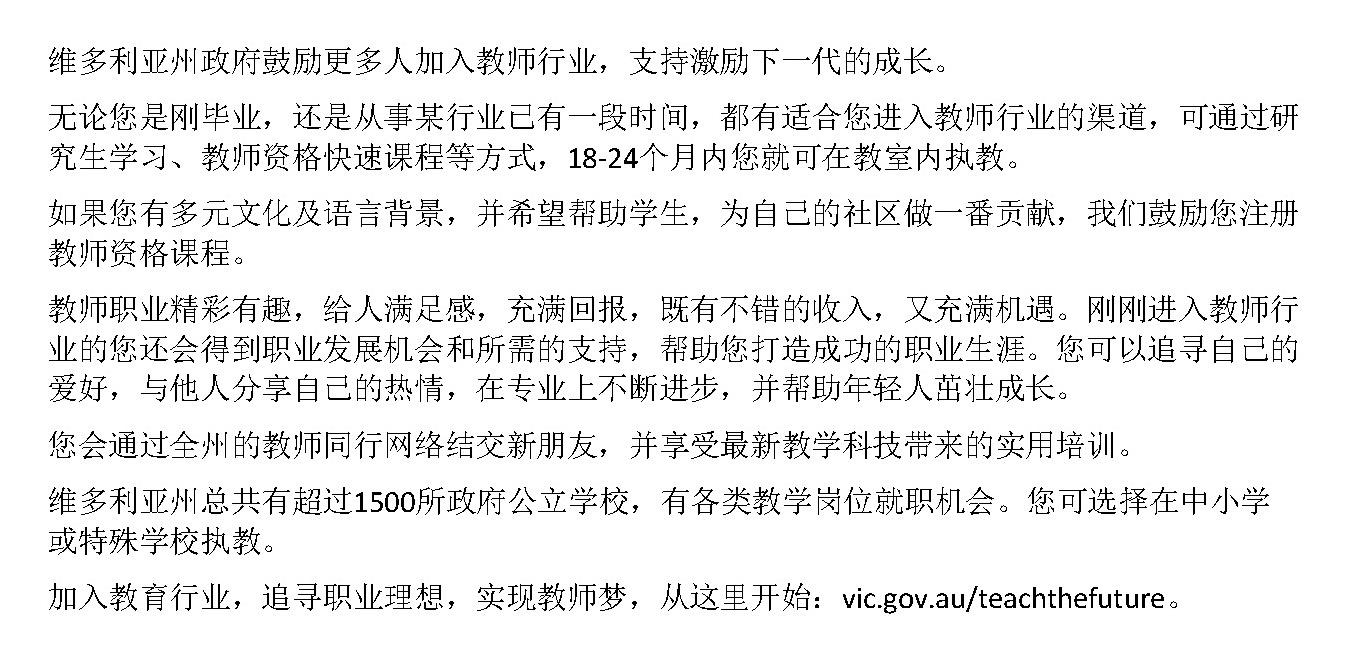 维多利亚州政府鼓励更多人加入教师行业，支持激励下一代的成长。
无论您是刚毕业，还是从事某行业已有一段时间，都有适合您进入教师行业的渠道，可通过研
究生学习、教师资格快速课程等方式，18-24个月内您就可在教室内执教。
如果您有多元文化及语言背景，并希望帮助学生，为自己的社区做一番贡献，我们鼓励您注册
教师资格课程。
教师职业精彩有趣，给人满足感，充满回报，既有不错的收入，又充满机遇。刚刚进入教师行
业的您还会得到职业发展机会和所需的支持，帮助您打造成功的职业生涯。您可以追寻自己的
爱好，与他人分享自己的热情，在专业上不断进步，并帮助年轻人茁壮成长。
您会通过全州的教师同行网络结交新朋友，并享受最新教学科技带来的实用培训。
维多利亚州总共有超过1500所政府公立学校，有各类教学岗位就职机会。您可选择在中小学
或特殊学校执教。
加入教育行业，追寻职业理想，实现教师梦，从这里开始：vic.gov.au/teachthefuture。